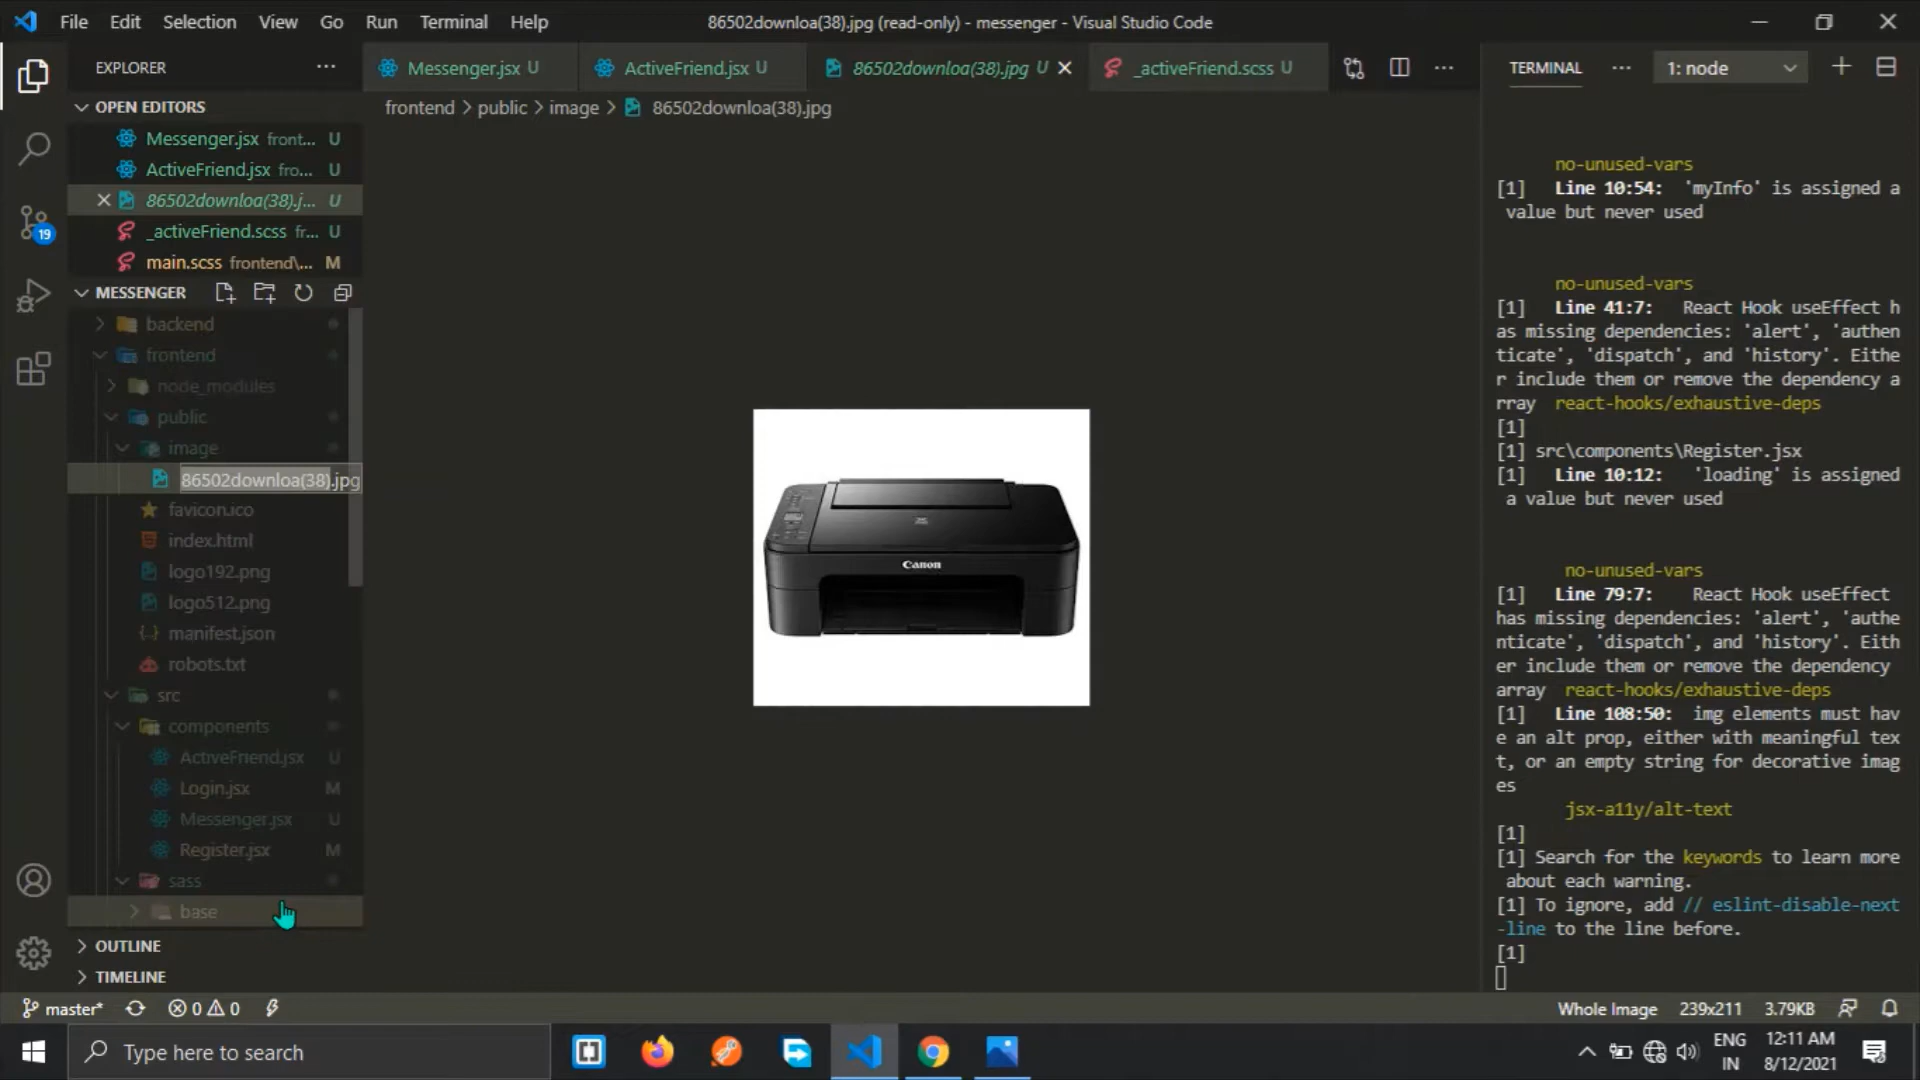 File Edit Selection View Go Run Terminal Help
86502downloa(38).jpg (read-only) - messenger - Visual Studio Code
EXPLORER
OPEN EDITORS
Messenger.jsx front... U
ActiveFriend.jsx fro... U
86502downloa(38).j... U
_activeFriend.scss fr... U
main.scss frontend\... M
MESSENGER
backend
frontend
node_modules
public
image
86502downloa(38).jpg
favicon.ico
index.html
logo192.png
logo512.png
manifest.json
robots.txt
src
components
ActiveFriend.jsx U
Login.jsx M
Messenger.jsx U
Register.jsx M
sass
base
OUTLINE
TIMELINE
19
Messenger.jsx U
ActiveFriend.jsx U
86502downloa(38).jpg U
_activeFriend.scss U
frontend > public > image > 86502downloa(38).jpg
Canon
TERMINAL
1: node
no-unused-vars
[1] Line 10:54: 'myInfo' is assigned a
value but never used
no-unused-vars
[1] Line 41:7: React Hook useEffect h
as missing dependencies: 'alert', 'authen
ticate', 'dispatch', and 'history'. Eithe
r include them or remove the dependency a
rray react-hooks/exhaustive-deps
[1]
[1] src\components\Register.jsx
[1] Line 10:12: 'loading' is assigned
a value but never used
no-unused-vars
[1] Line 79:7: React Hook useEffect
has missing dependencies: 'alert', 'authe
nticate', 'dispatch', and 'history'. Eith
er include them or remove the dependency
array react-hooks/exhaustive-deps
[1] Line 108:50: img elements must hav
e an alt prop, either with meaningful tex
t, or an empty string for decorative imag
es
jsx-a11y/alt-text
[1]
[1] Search for the keywords to learn more
about each warning.
[1] To ignore, add // eslint-disable-next
-line to the line before.
[1]
master* 0 0
Whole Image 239x211 3.79KB
Type here to search
ENG
IN
12:11 AM
8/12/2021